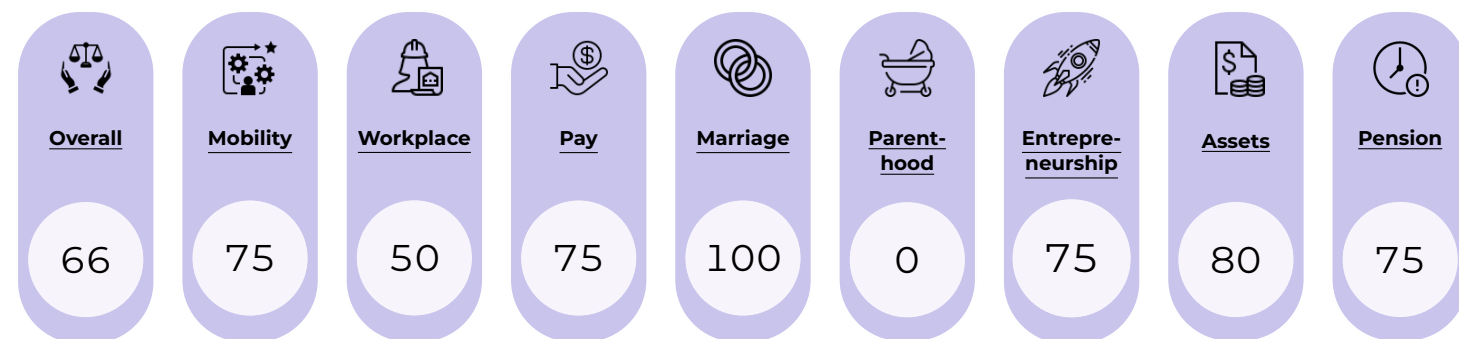 Overall
66
Mobility
75
Workplace
50
Pay
75
Marriage
100
Parent-
hood
0
Entrepre-
neurship
75
Assets
80
Pension
75